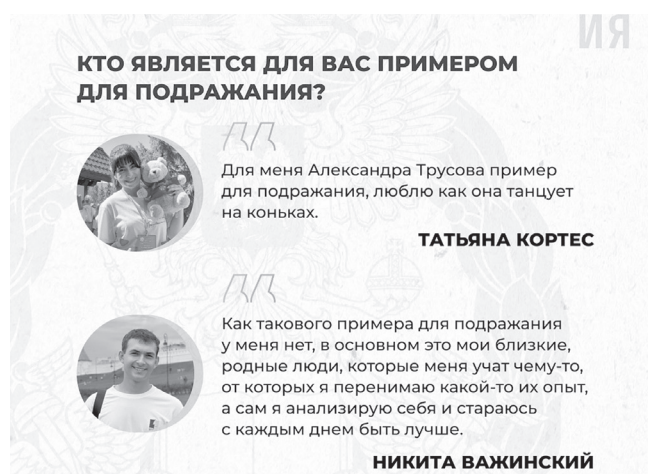 ИЯ
КТО ЯВЛЯЕТСЯ ДЛЯ ВАС ПРИМЕРОМ
ДЛЯ ПОДРАЖАНИЯ?
Для меня Александра Трусова пример
для подражания, люблю как она танцует
на коньках.
ТАТЬЯНА КОРТЕС
Как такового примера для подражания
у меня нет, в основном это мои близкие,
родные люди, которые меня учат чему-то,
от которых я перенимаю какой-то их опыт,
а сам я анализирую себя и стараюсь
с каждым днем быть лучше.
НИКИТА ВАЖИНСКИЙ